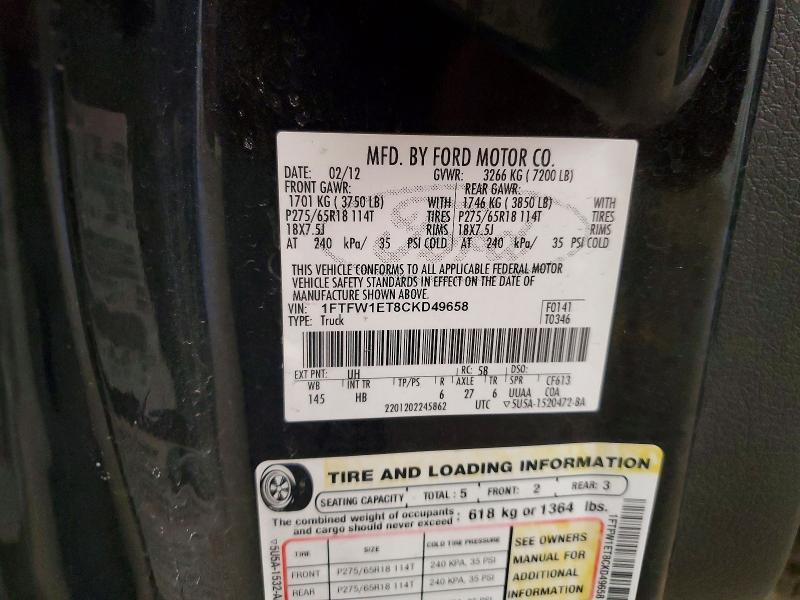 MFD. BY FORD MOTOR CO.
DATE: 02/12 GVWR: 3266 KG ( 7200 LB)
FRONT GAWR: REAR GAWR:
1701 KG ( 3750 LB) WITH 1746 KG ( 3850 LB) WITH
P275/65R18 114T TIRES P275/65R18 114T TIRES
18X7.5J RIMS 18X7.5J RIMS
AT 240 kPa/ 35 PSI COLD AT 240 kPa/ 35 PSI COLD
Ford
THIS VEHICLE CONFORMS TO ALL APPLICABLE FEDERAL MOTOR
VEHICLE SAFETY STANDARDS IN EFFECT ON THE DATE OF
MANUFACTURE SHOWN ABOVE.
VIN: 1FTFW1ET8CKD49658 F0141
TYPE: Truck T0346
EXT PNT: UH RC: 58 DSO:
WB INT TR TP/PS R AXLE TR SPR CF613
145 HB 6 27 6 UUAA COA
2201202245862 UTC ▽5U5A-1520472-BA
TIRE AND LOADING INFORMATION
SEATING CAPACITY TOTAL : 5 FRONT: 2 REAR: 3
The combined weight of occupants and cargo should never exceed : 618 kg or 1364 lbs.
TIRE SIZE COLD TIRE PRESSURE
FRONT P275/65R18 114T 240 KPA, 35 PSI
REAR P275/65R18 114T 240 KPA, 35 PSI
SEE OWNERS
MANUAL FOR
ADDITIONAL
INFORMATION
▽5U5A-1532-A
1FTFW1ET8CKD49658